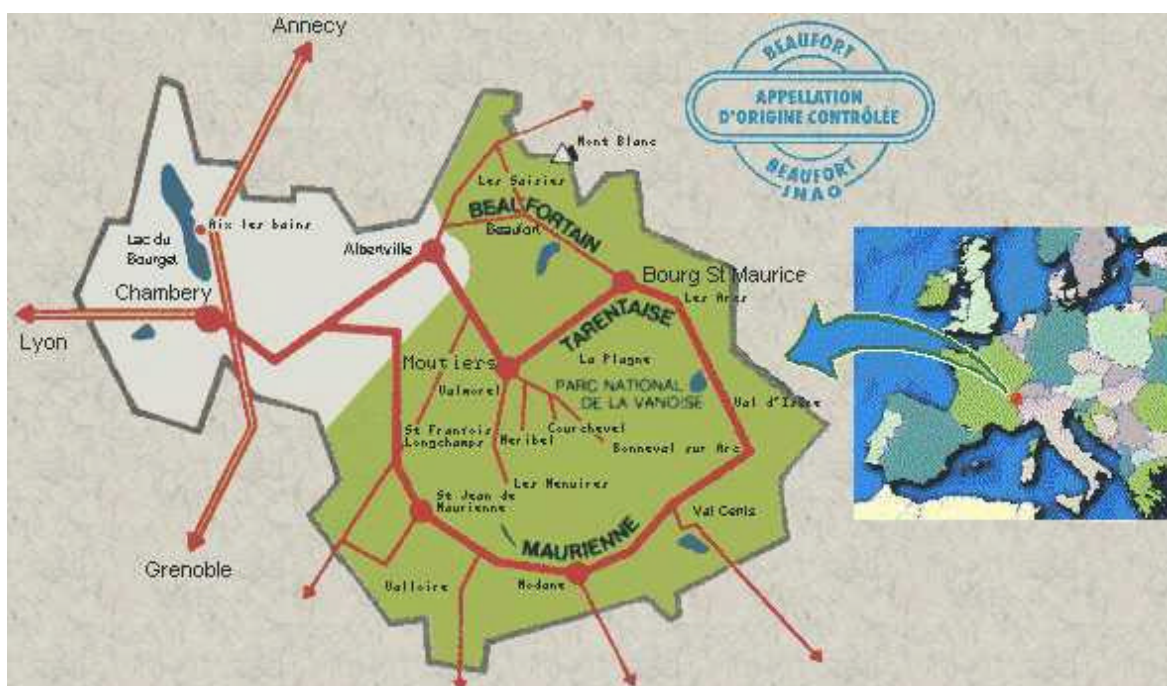 Annecy
BEAUFORT
APPELLATION
D'ORIGINE CONTRÔLÉE
BEAUFORT
INAO
Mont Blanc
Les Saisies
BEAUFORTAIN
Beaufort
Aix les bains
Lac du
Bourget
Albertville
Bourg St Maurice
Les Arcs
Chambery
Lyon
TARENTAISE
La Plagne
Moutiers
Valmorel
PARC NATIONAL
DE LA VANOISE
Val d'Isère
St François
Longchamps
Meribel
Courchevel
Bonneval sur Arc
Les Menuires
St Jean de
Maurienne
Val Cenis
MAURIENNE
Grenoble
Valloire
Modane